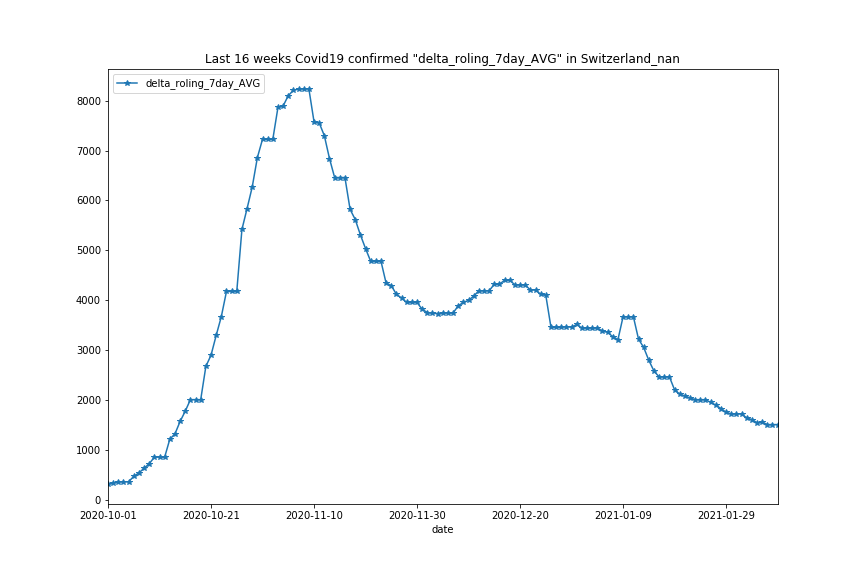 Last 16 weeks Covid19 confirmed "delta_roling_7day_AVG" in Switzerland_nan
delta_roling_7day_AVG
8000
7000
6000
5000
4000
3000
2000
1000
0
2020-10-01 2020-10-21 2020-11-10 2020-11-30 2020-12-20 2021-01-09 2021-01-29
date